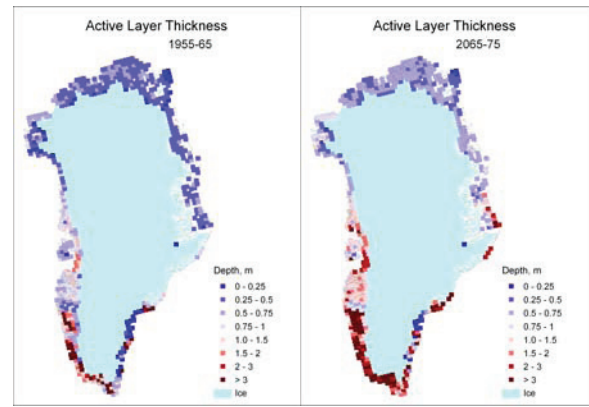 Active Layer Thickness
1955-65
Depth, m
0 - 0.25
0.25 - 0.5
0.5 - 0.75
0.75 - 1
1.0 - 1.5
1.5 - 2
2 - 3
> 3
Ice
Active Layer Thickness
2065-75
Depth, m
0 - 0.25
0.25 - 0.5
0.5 - 0.75
0.75 - 1
1.0 - 1.5
1.5 - 2
2 - 3
> 3
Ice